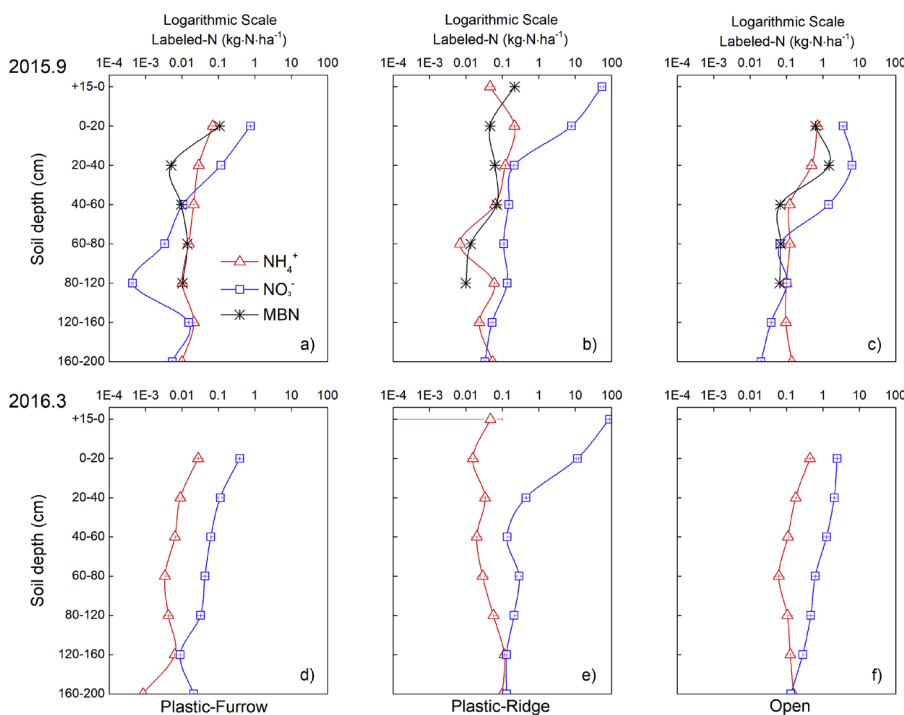 Logarithmic Scale Logarithmic Scale Logarithmic Scale
Labeled-N (kg·N·ha⁻¹) Labeled-N (kg·N·ha⁻¹) Labeled-N (kg·N·ha⁻¹)
2015.9
1E-4 1E-3 0.01 0.1 1 10 100 1E-4 1E-3 0.01 0.1 1 10 100 1E-4 1E-3 0.01 0.1 1 10 100
Soil depth (cm)
+15-0
0-20
20-40
40-60
60-80
80-120
120-160
160-200
NH₄⁺
NO₃⁻
MBN
a) b) c)
2016.3
1E-4 1E-3 0.01 0.1 1 10 100 1E-4 1E-3 0.01 0.1 1 10 100 1E-4 1E-3 0.01 0.1 1 10 100
Soil depth (cm)
+15-0
0-20
20-40
40-60
60-80
80-120
120-160
160-200
d) e) f)
Plastic-Furrow Plastic-Ridge Open